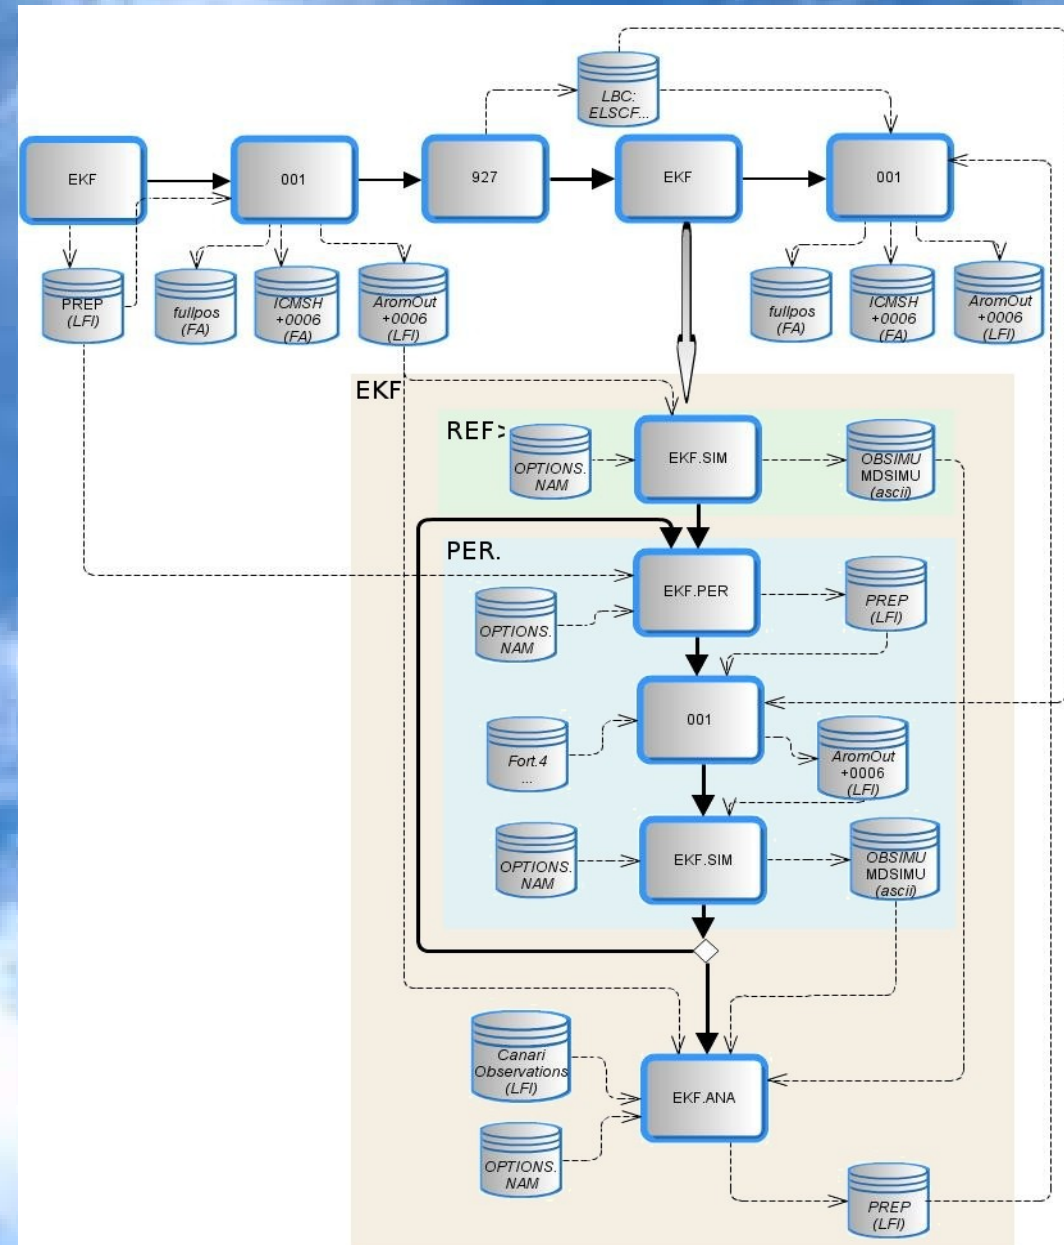 LBC:
ELSCF...
EKF
001
927
EKF
001
PREP
(LFI)
fullpos
(FA)
ICMSH
+0006
(FA)
AromOut
+0006
(LFI)
fullpos
(FA)
ICMSH
+0006
(FA)
AromOut
+0006
(LFI)
EKF
REF:
OPTIONS.
NAM
EKF.SIM
OBSIMU
MDSIMU
(ascii)
PER.
EKF.PER
PREP
(LFI)
OPTIONS.
NAM
001
Fort.4
...
AromOut
+0006
(LFI)
EKF.SIM
OPTIONS.
NAM
OBSIMU
MDSIMU
(ascii)
Canari
Observations
(LFI)
EKF.ANA
OPTIONS.
NAM
PREP
(LFI)